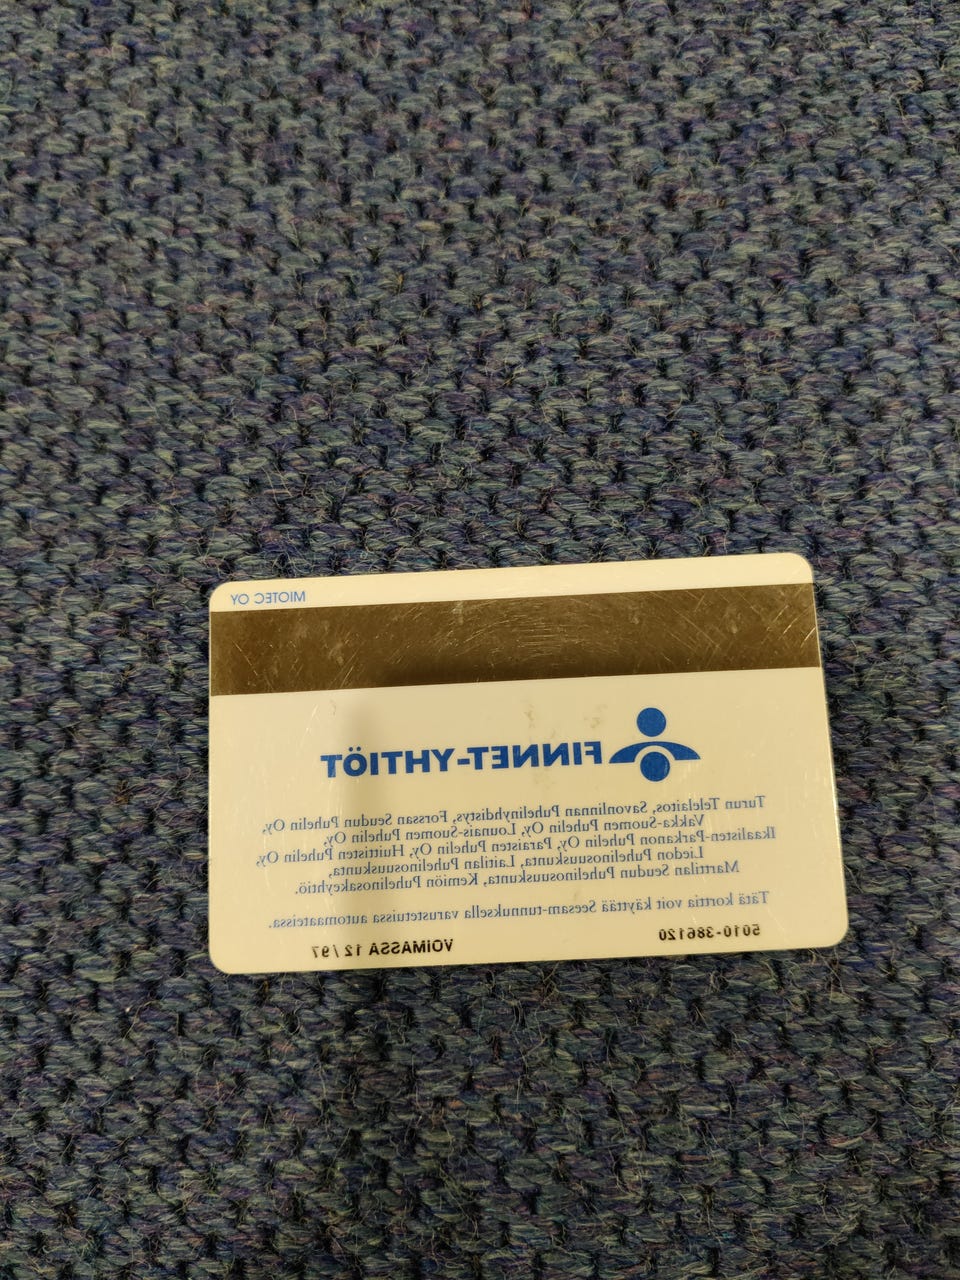 MIOTEC OY
FINNET-YHTIÖT
Turun Telelaitos, Savonlinnan Puhelinyhdistys, Forssan Seudun Puhelin Oy,
Vakka-Suomen Puhelin Oy, Lounais-Suomen Puhelin Oy,
Ikaalisten-Parkanon Puhelin Oy, Paraisten Puhelin Oy, Huittisten Puhelin Oy,
Liedon Puhelinosuuskunta, Laitilan Puhelinosuuskunta,
Marttilan Seudun Puhelinosuuskunta, Kemiön Puhelinosakeyhtiö.
Tätä korttia voit käyttää Seesam-tunnuksella varustetuissa automaateissa.
5010-386120 VOIMASSA 12/97